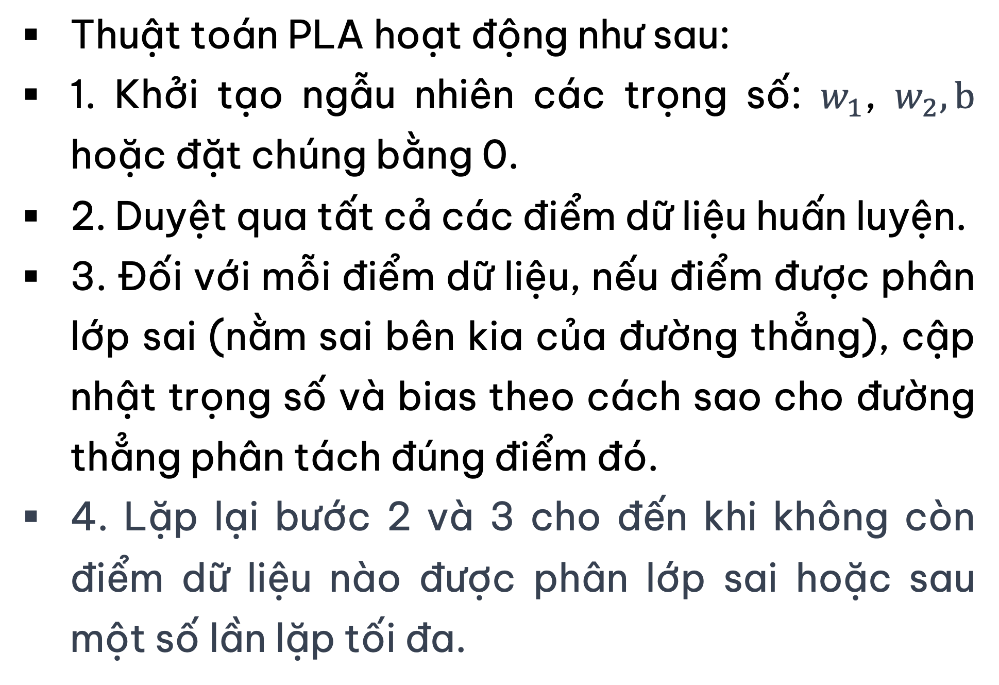 ▪ Thuật toán PLA hoạt động như sau:
▪ 1. Khởi tạo ngẫu nhiên các trọng số: w₁, w₂, b
hoặc đặt chúng bằng 0.
▪ 2. Duyệt qua tất cả các điểm dữ liệu huấn luyện.
▪ 3. Đối với mỗi điểm dữ liệu, nếu điểm được phân
lớp sai (nằm sai bên kia của đường thẳng), cập
nhật trọng số và bias theo cách sao cho đường
thẳng phân tách đúng điểm đó.
▪ 4. Lặp lại bước 2 và 3 cho đến khi không còn
điểm dữ liệu nào được phân lớp sai hoặc sau
một số lần lặp tối đa.